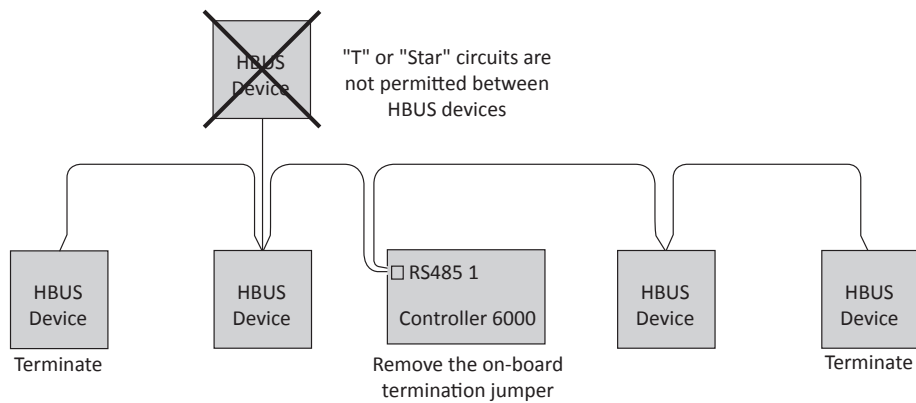 HBUS
Device
"T" or "Star" circuits are
not permitted between
HBUS devices
HBUS
Device
Terminate
HBUS
Device
RS485 1
Controller 6000
Remove the on-board
termination jumper
HBUS
Device
HBUS
Device
Terminate